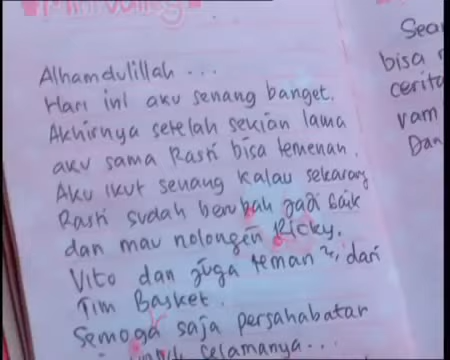 Alhamdulillah ...
Hari ini aku senang banget.
Akhirnya setelah sekian lama
aku sama Rasti bisa temenan.
Aku ikut senang kalau sekarang
Rasti sudah berubah jadi baik
dan mau nolongin Ricky,
Vito dan juga teman², dari
Tim Basket.
Semoga saja persahabatan
selamanya...
Sear
bisa
cerita
ram
Dan